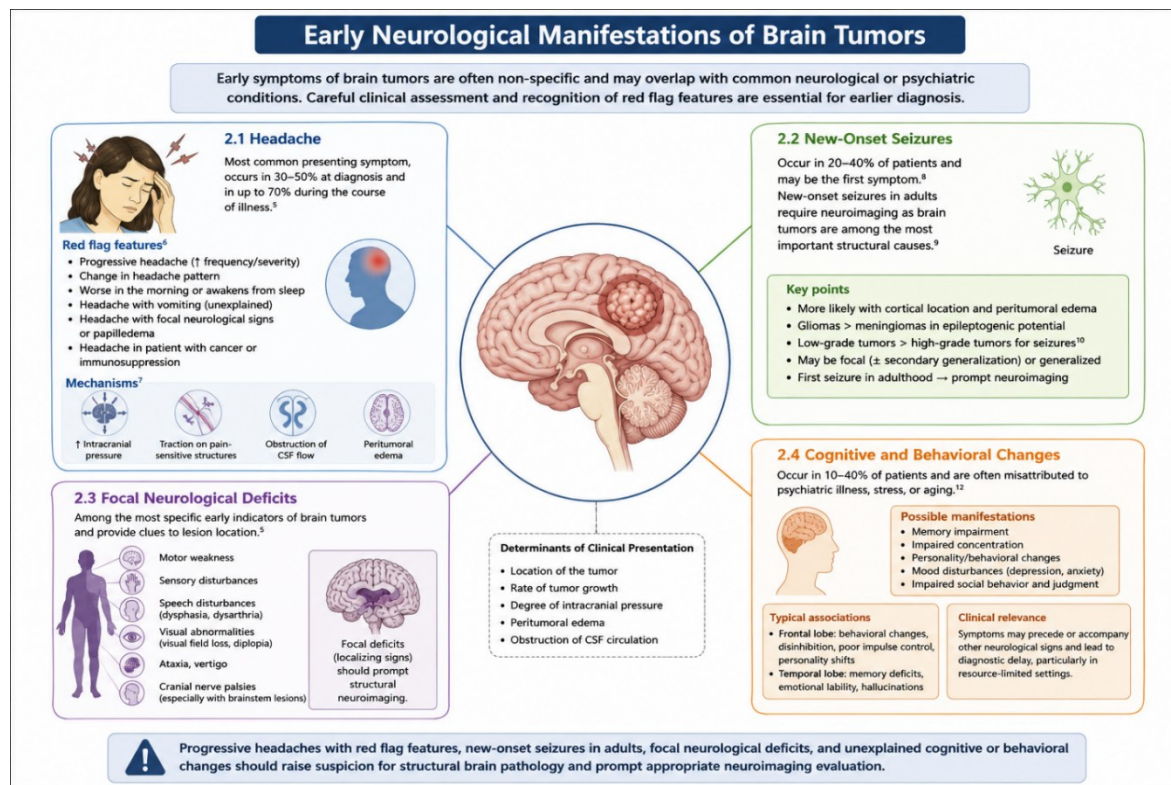 Early Neurological Manifestations of Brain Tumors
Early symptoms of brain tumors are often non-specific and may overlap with common neurological or psychiatric
conditions. Careful clinical assessment and recognition of red flag features are essential for earlier diagnosis.
2.1 Headache
Most common presenting symptom,
occurs in 30–50% at diagnosis and
in up to 70% during the course
of illness.⁵
Red flag features⁶
• Progressive headache (↑ frequency/severity)
• Change in headache pattern
• Worse in the morning or awakens from sleep
• Headache with vomiting (unexplained)
• Headache with focal neurological signs
or papilledema
• Headache in patient with cancer or
immunosuppression
Mechanisms⁷
↑ Intracranial
pressure
Traction on pain-
sensitive structures
Obstruction of
CSF flow
Peritumoral
edema
2.2 New-Onset Seizures
Occur in 20–40% of patients and
may be the first symptom.⁸
New-onset seizures in adults
require neuroimaging as brain
tumors are among the most
important structural causes.⁹
Seizure
Key points
• More likely with cortical location and peritumoral edema
• Gliomas > meningiomas in epileptogenic potential
• Low-grade tumors > high-grade tumors for seizures¹⁰
• May be focal (± secondary generalization) or generalized
• First seizure in adulthood → prompt neuroimaging
2.3 Focal Neurological Deficits
Among the most specific early indicators of brain tumors
and provide clues to lesion location.⁵
Motor weakness
Sensory disturbances
Speech disturbances
(dysphasia, dysarthria)
Visual abnormalities
(visual field loss, diplopia)
Ataxia, vertigo
Cranial nerve palsies
(especially with brainstem lesions)
Focal deficits
(localizing signs)
should prompt
structural
neuroimaging.
Determinants of Clinical Presentation
• Location of the tumor
• Rate of tumor growth
• Degree of intracranial pressure
• Peritumoral edema
• Obstruction of CSF circulation
2.4 Cognitive and Behavioral Changes
Occur in 10–40% of patients and are often misattributed to
psychiatric illness, stress, or aging.¹²
Possible manifestations
• Memory impairment
• Impaired concentration
• Personality/behavioral changes
• Mood disturbances (depression, anxiety)
• Impaired social behavior and judgment
Typical associations
• Frontal lobe: behavioral changes,
disinhibition, poor impulse control,
personality shifts
• Temporal lobe: memory deficits,
emotional lability, hallucinations
Clinical relevance
Symptoms may precede or accompany
other neurological signs and lead to
diagnostic delay, particularly in
resource-limited settings.
Progressive headaches with red flag features, new-onset seizures in adults, focal neurological deficits, and unexplained cognitive or behavioral
changes should raise suspicion for structural brain pathology and prompt appropriate neuroimaging evaluation.